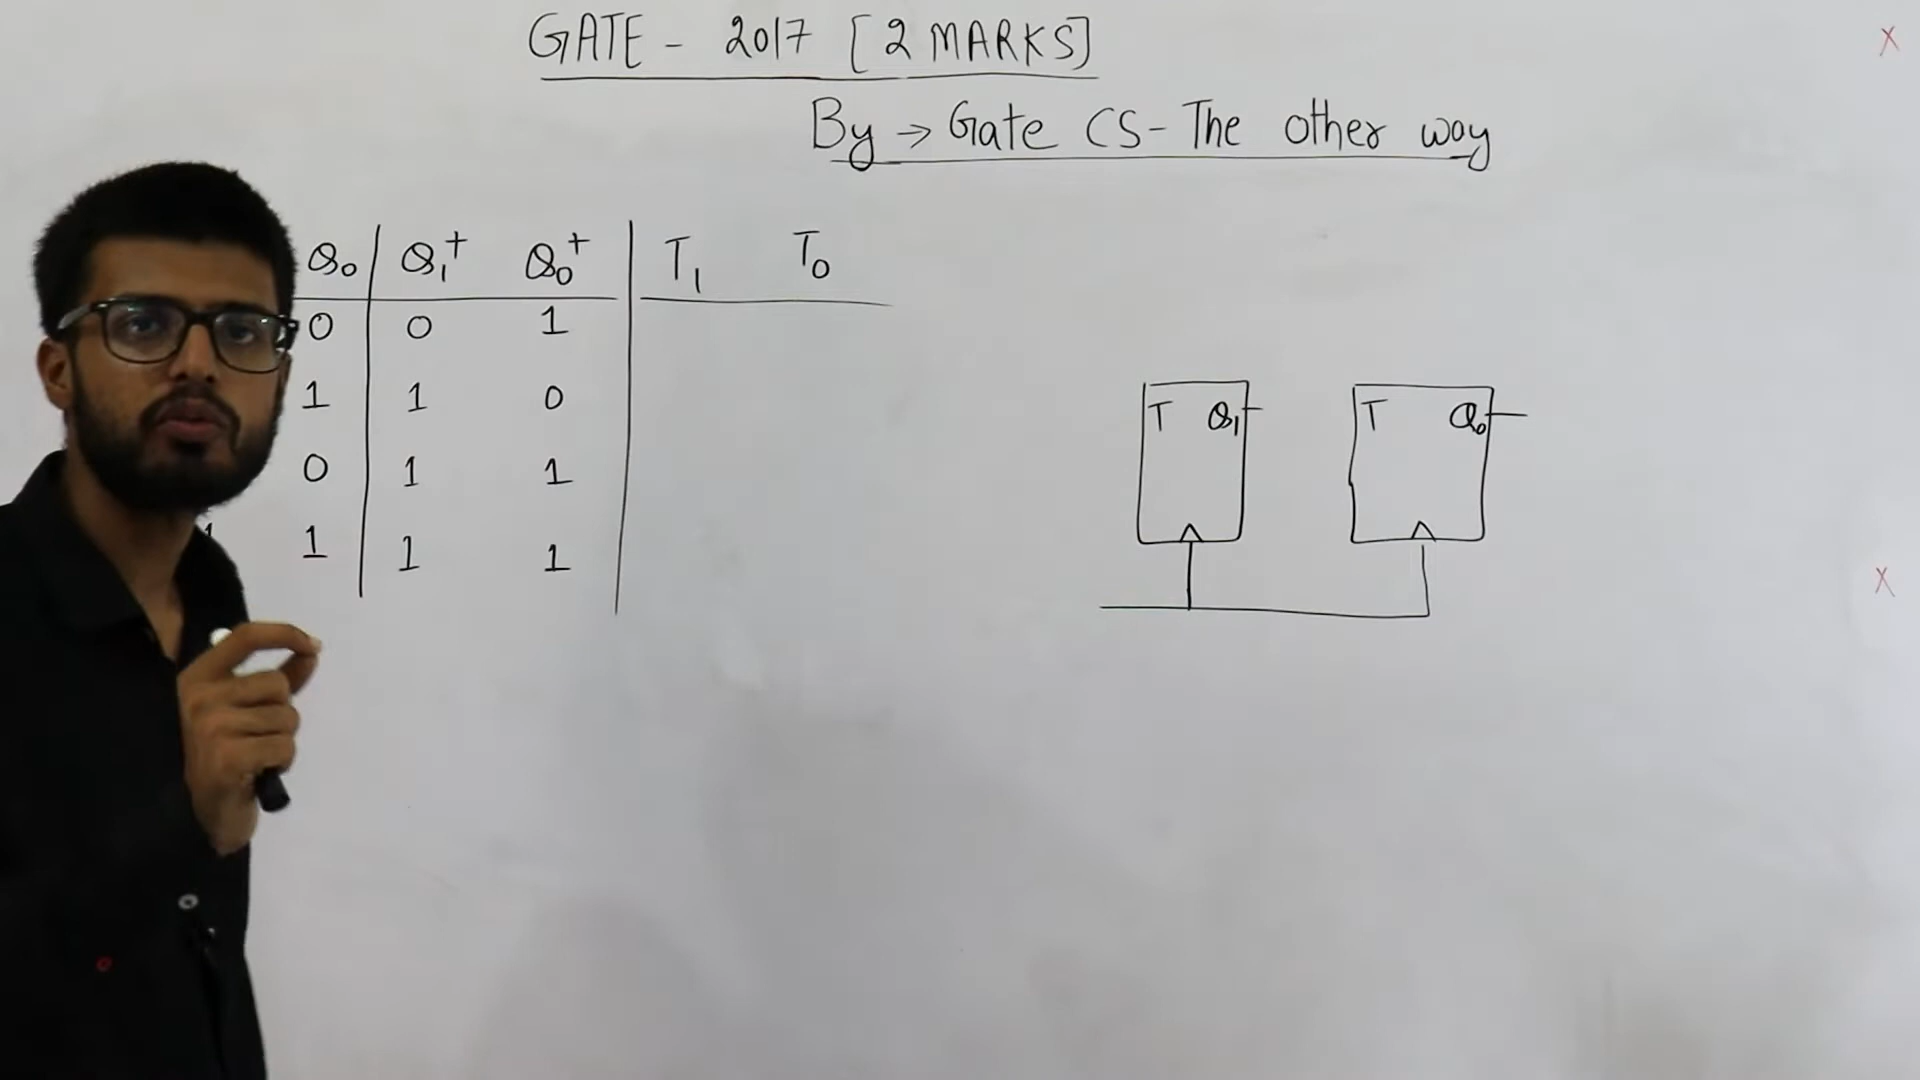 GATE - 2017 [2 MARKS]
By → Gate CS - The other way
Q₀ Q₁⁺ Q₀⁺ T₁ T₀
0 0 1
1 1 0
0 1 1
1 1 1
T Q₁ T Q₀
X
X